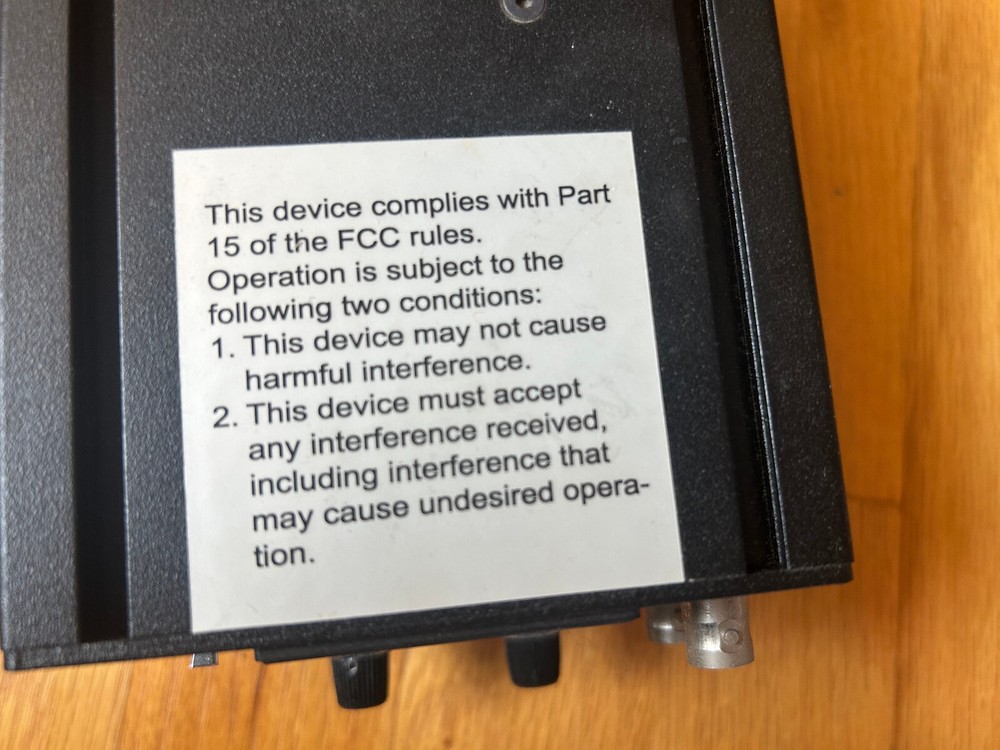 This device complies with Part
15 of the FCC rules.
Operation is subject to the
following two conditions:
1. This device may not cause
harmful interference.
2. This device must accept
any interference received,
including interference that
may cause undesired opera-
tion.